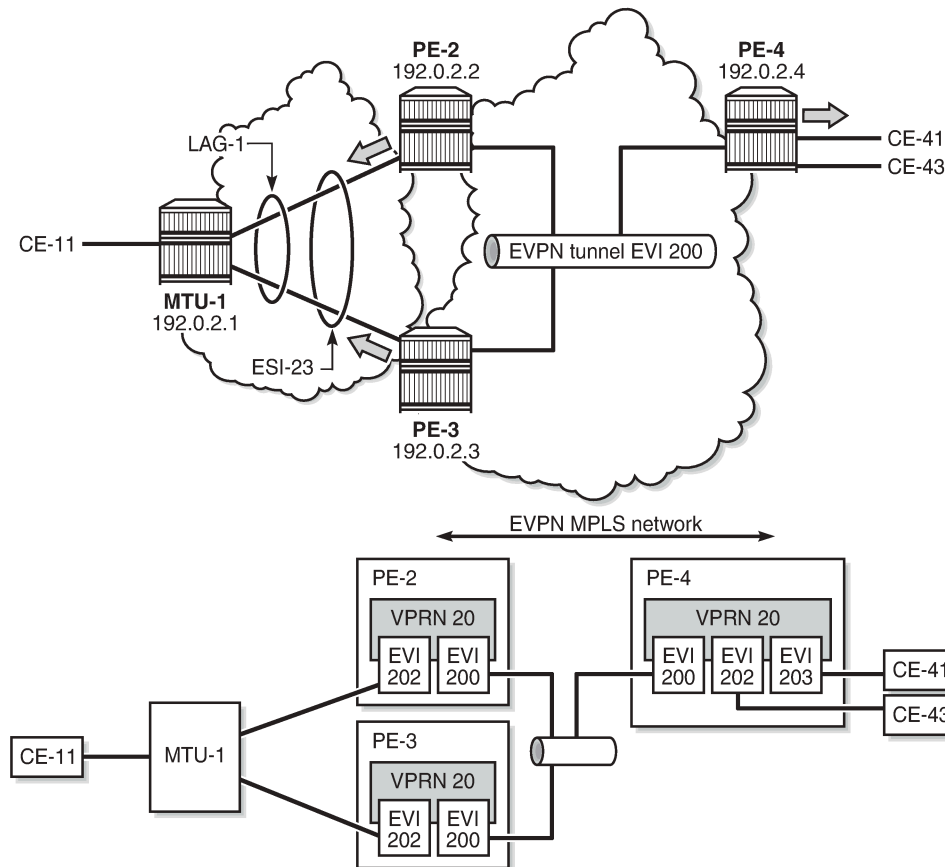 PE-2
192.0.2.2
PE-4
192.0.2.4
LAG-1
CE-41
CE-43
CE-11
EVPN tunnel EVI 200
MTU-1
192.0.2.1
ESI-23
PE-3
192.0.2.3
EVPN MPLS network
PE-2
VPRN 20
EVI
202
EVI
200
PE-4
VPRN 20
EVI
200
EVI
202
EVI
203
CE-41
CE-43
CE-11
MTU-1
PE-3
VPRN 20
EVI
202
EVI
200